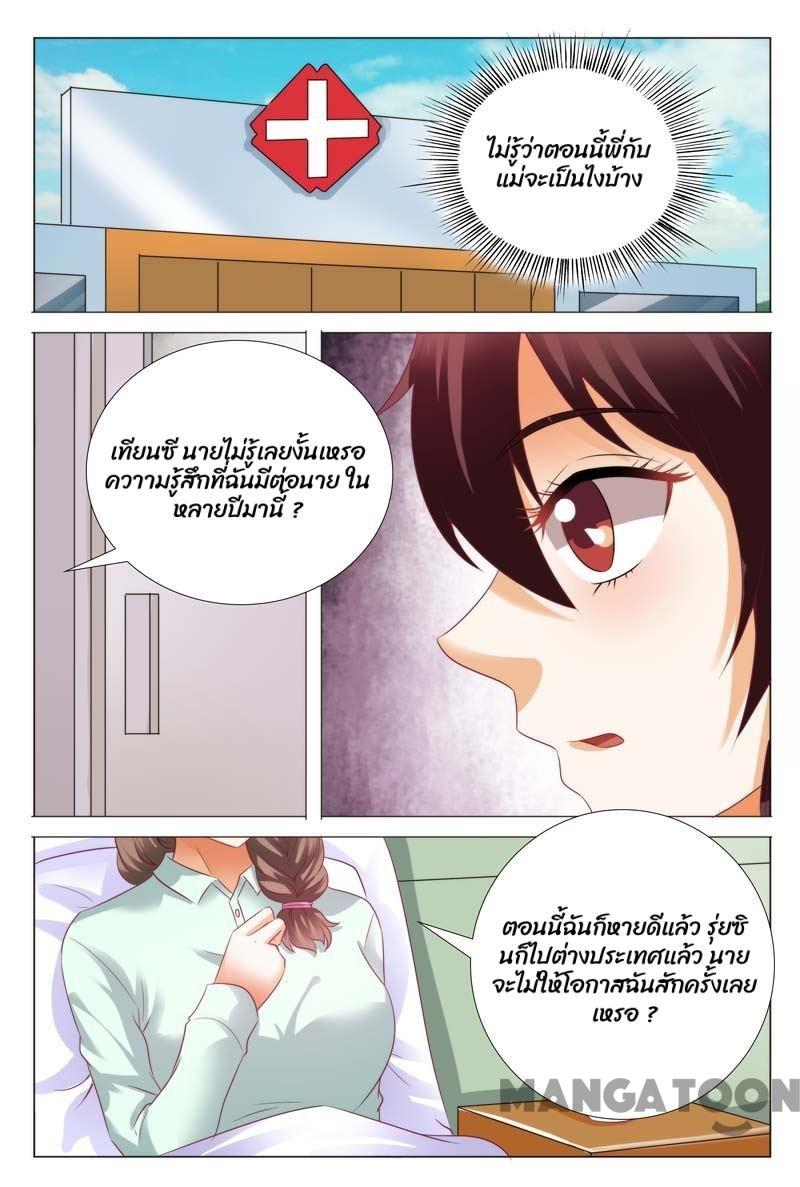 ไม่รู้ว่าตอนนี้พี่กับ
แม่จะเป็นไงบ้าง
เทียนซี นายไม่รู้เลยงั้นเหรอ
ความรู้สึกที่ฉันมีต่อนาย ใน
หลายปีมานี้ ?
ตอนนี้ฉันก็หายดีแล้ว รุ่ยซิ
นก็ไปต่างประเทศแล้ว นาย
จะไม่ให้โอกาสฉันสักครั้งเลย
เหรอ ?
MANGATOON